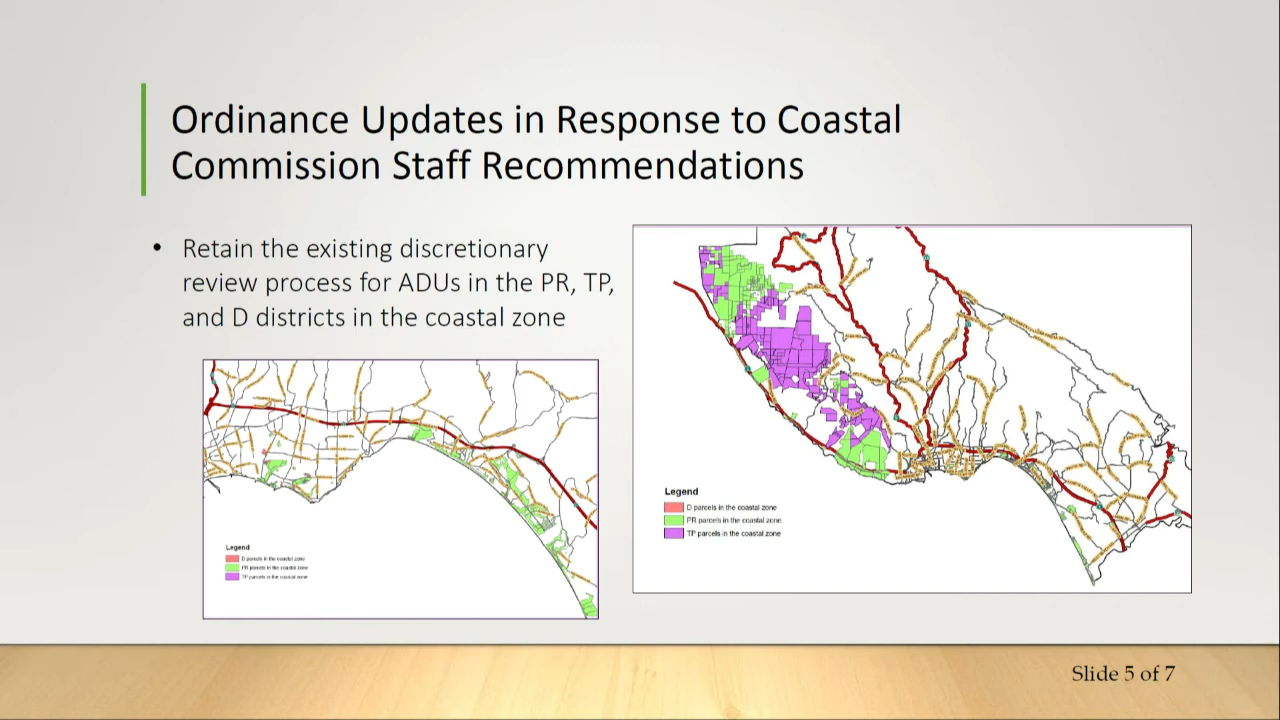 Ordinance Updates in Response to Coastal
Commission Staff Recommendations
• Retain the existing discretionary
review process for ADUs in the PR, TP,
and D districts in the coastal zone
Legend
D parcels in the coastal zone
PR parcels in the coastal zone
TP parcels in the coastal zone
Legend
D parcels in the coastal zone
PR parcels in the coastal zone
TP parcels in the coastal zone
Slide 5 of 7